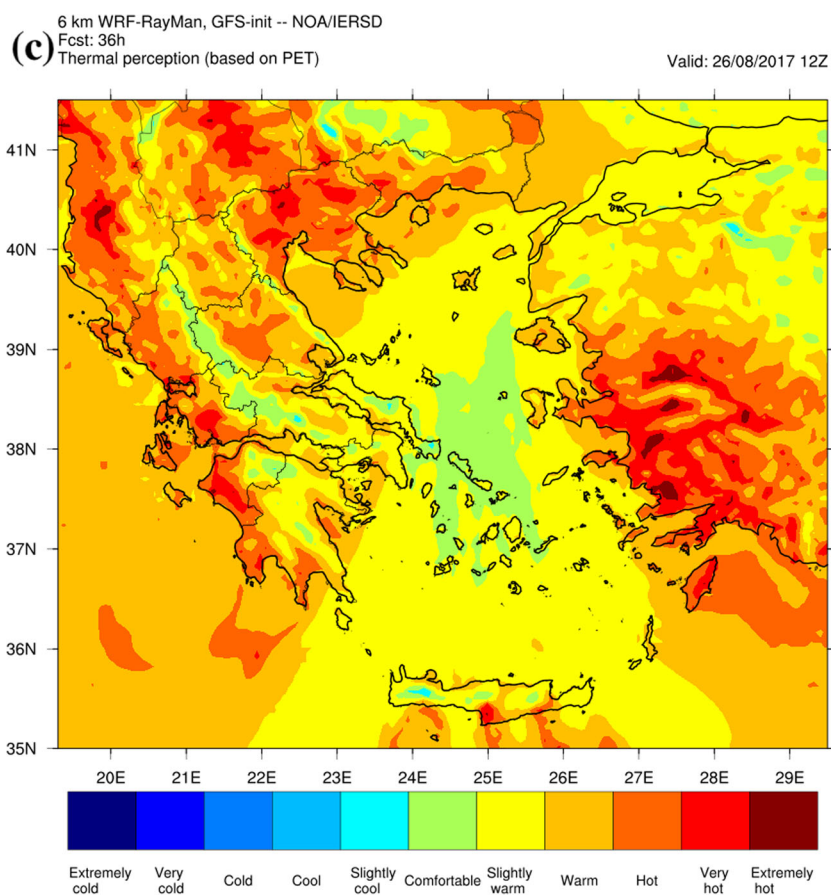 6 km WRF-RayMan, GFS-init -- NOA/IERSD
(c) Fcst: 36h
Thermal perception (based on PET)
Valid: 26/08/2017 12Z
41N
40N
39N
38N
37N
36N
35N
20E 21E 22E 23E 24E 25E 26E 27E 28E 29E
Extremely cold
Very cold
Cold
Cool
Slightly cool
Comfortable
Slightly warm
Warm
Hot
Very hot
Extremely hot